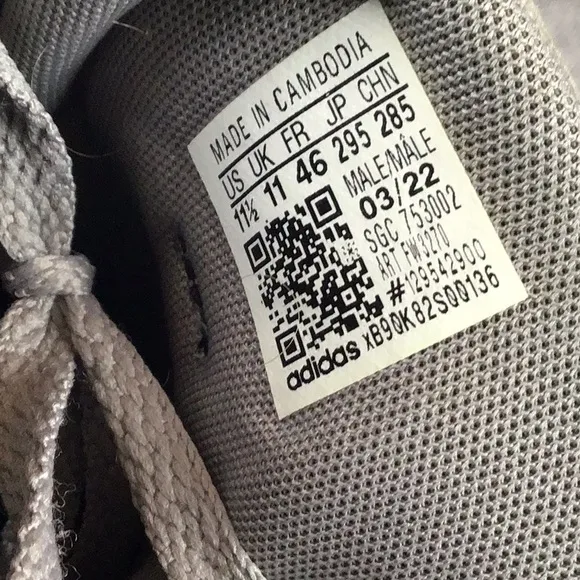 MADE IN CAMBODIA
US UK FR JP CHN
11½ 11 46 295 285
MALE/MÂLE
03/22
SGC 753002
ART FW3270
#129542900
adidas xB90K82S00136